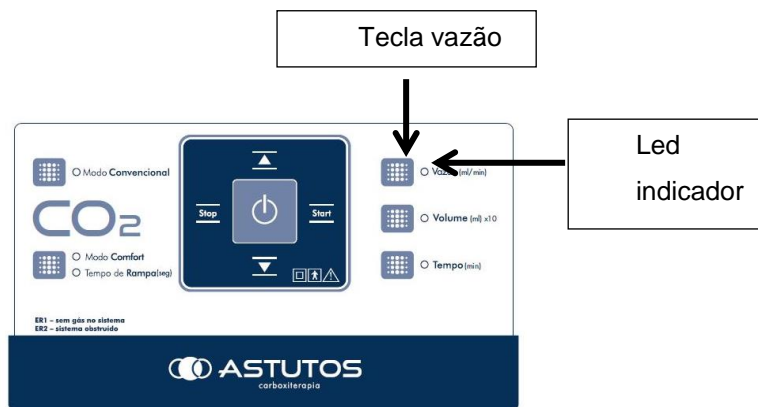 Tecla vazão
Led
indicador
Modo Convencional
CO2
Modo Comfort
Tempo de Rampa(seg)
Stop
Start
Vazão (ml/min)
Volume (ml) x10
Tempo(min)
ER1 – sem gás no sistema
ER2 – sistema obstruído
ASTUTOS
carboxiterapia